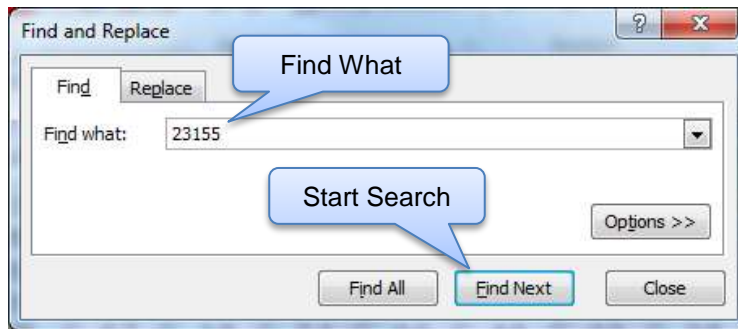 Find and Replace
Find What
Find Replace
Find what: 23155
Start Search
Options >>
Find All Find Next Close